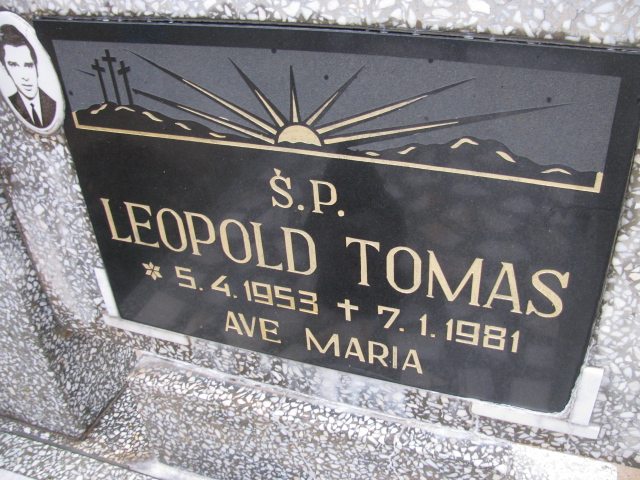 Ś.P.
LEOPOLD TOMAS
* 5.4.1953 ✝ 7.1.1981
AVE MARIA